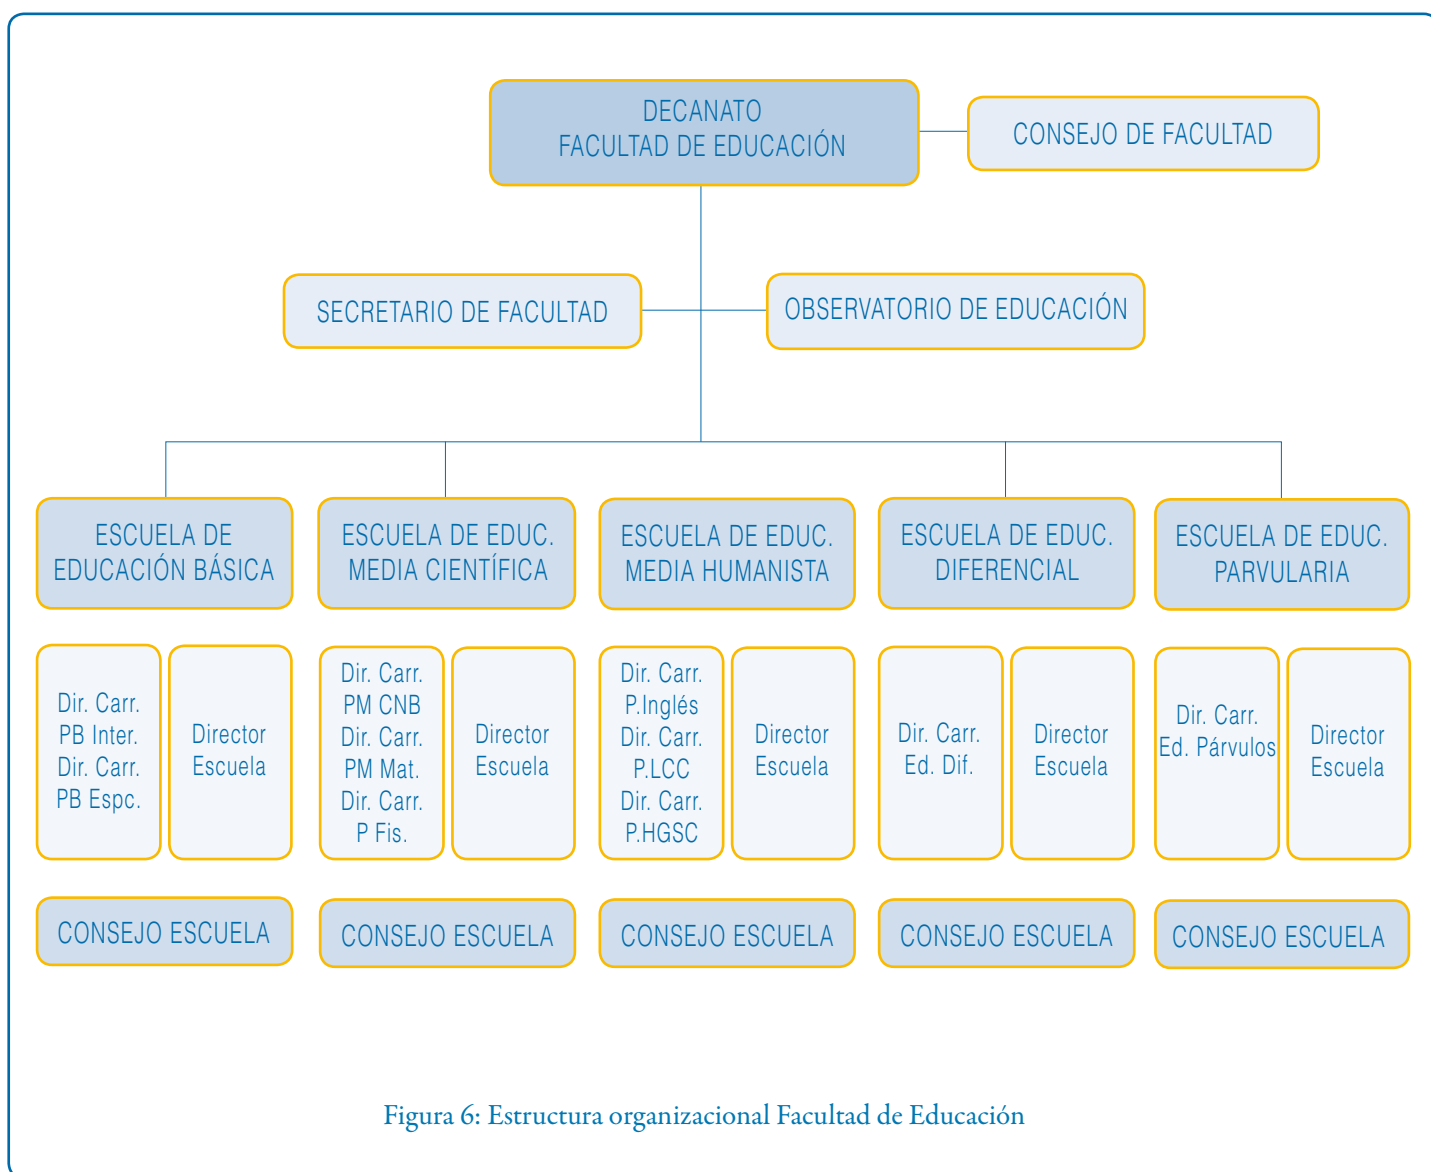 DECANATO
FACULTAD DE EDUCACIÓN
CONSEJO DE FACULTAD
SECRETARIO DE FACULTAD
OBSERVATORIO DE EDUCACIÓN
ESCUELA DE
EDUCACIÓN BÁSICA
ESCUELA DE EDUC.
MEDIA CIENTÍFICA
ESCUELA DE EDUC.
MEDIA HUMANISTA
ESCUELA DE EDUC.
DIFERENCIAL
ESCUELA DE EDUC.
PARVULARIA
Dir. Carr.
PB Inter.
Dir. Carr.
PB Espc.
Director
Escuela
Dir. Carr.
PM CNB
Dir. Carr.
PM Mat.
Dir. Carr.
P Fis.
Director
Escuela
Dir. Carr.
P.Inglés
Dir. Carr.
P.LCC
Dir. Carr.
P.HGSC
Director
Escuela
Dir. Carr.
Ed. Dif.
Director
Escuela
Dir. Carr.
Ed. Párvulos
Director
Escuela
CONSEJO ESCUELA
CONSEJO ESCUELA
CONSEJO ESCUELA
CONSEJO ESCUELA
CONSEJO ESCUELA
Figura 6: Estructura organizacional Facultad de Educación